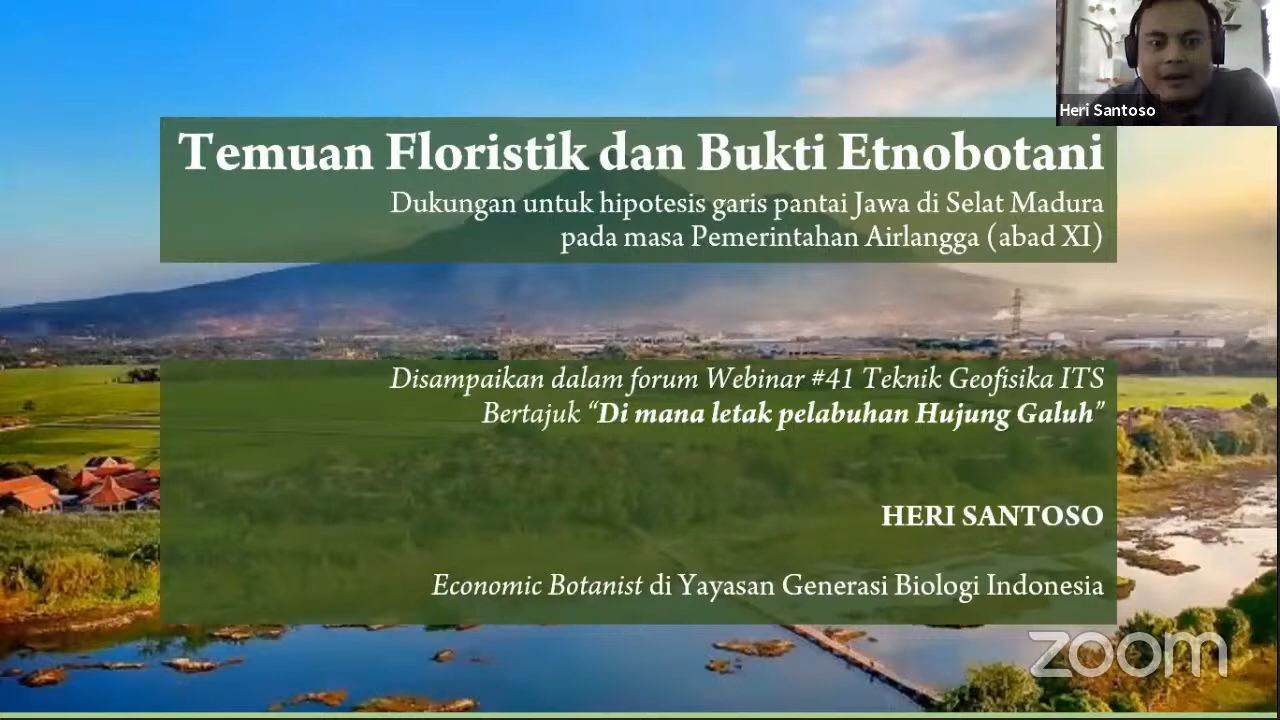 Heri Santoso
Temuan Floristik dan Bukti Etnobotani
Dukungan untuk hipotesis garis pantai Jawa di Selat Madura
pada masa Pemerintahan Airlangga (abad XI)
Disampaikan dalam forum Webinar #41 Teknik Geofisika ITS
Bertajuk “Di mana letak pelabuhan Hujung Galuh”
HERI SANTOSO
Economic Botanist di Yayasan Generasi Biologi Indonesia
zoom